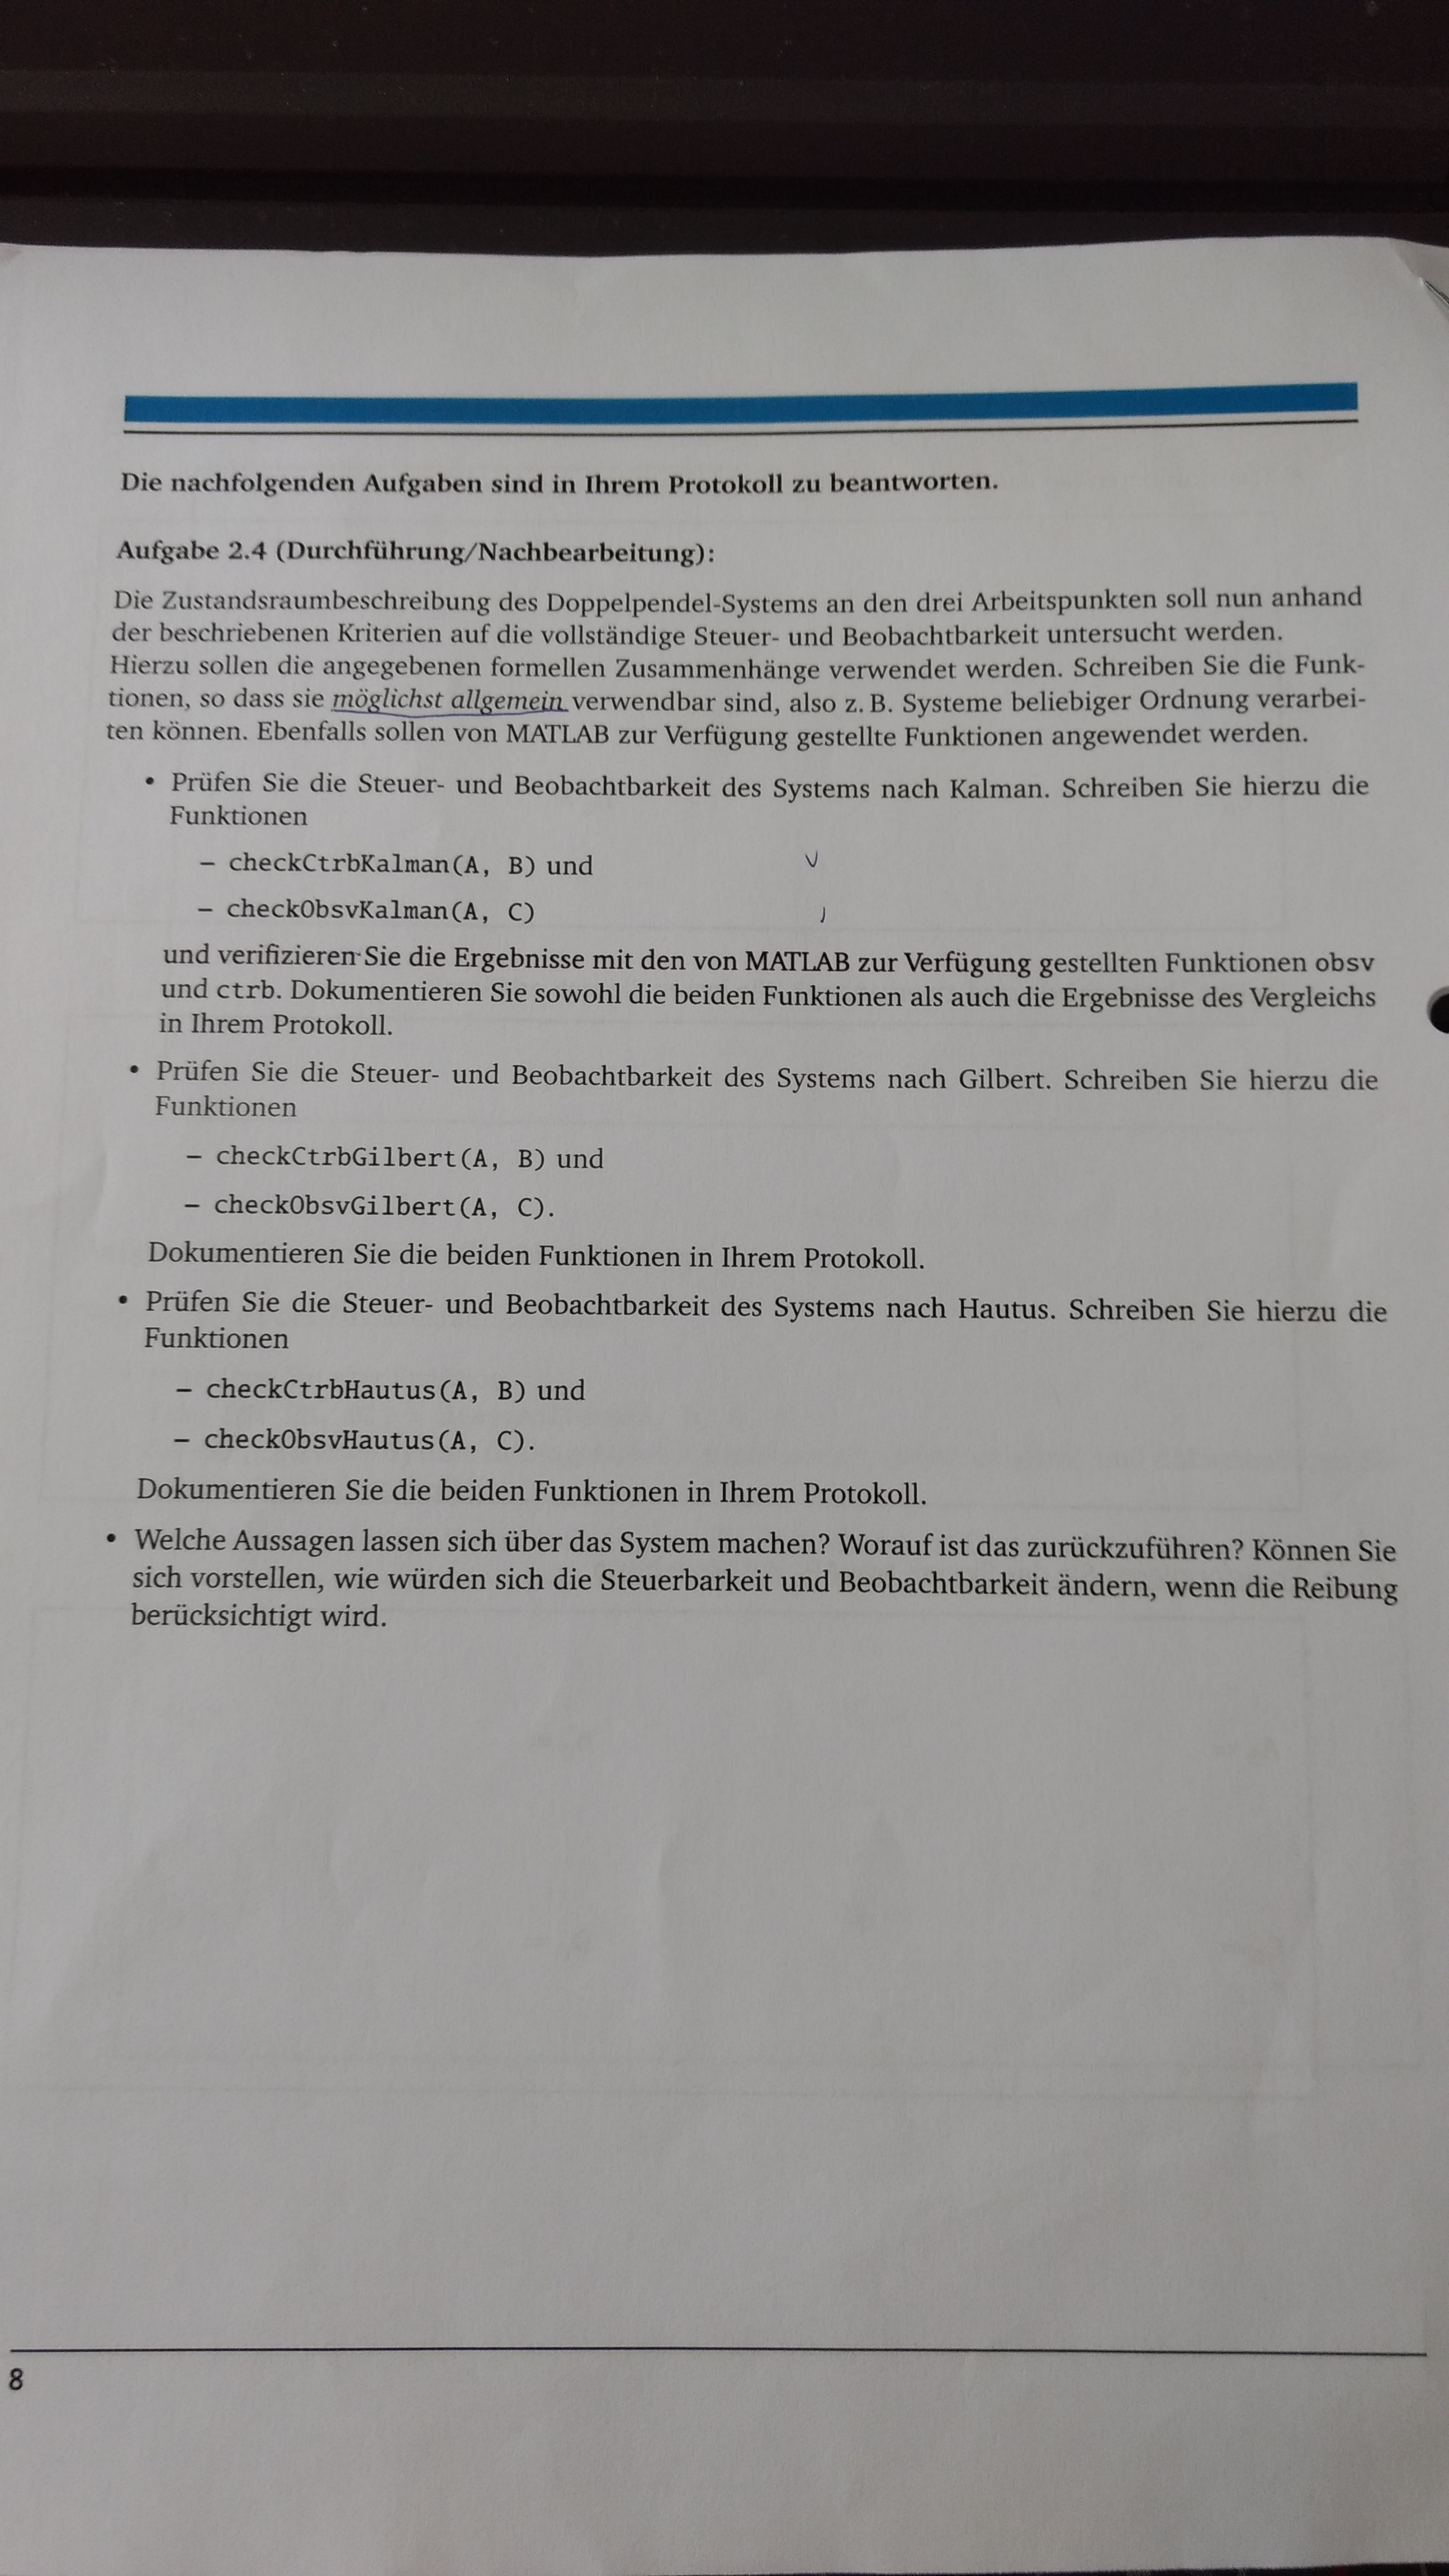 Die nachfolgenden Aufgaben sind in Ihrem Protokoll zu beantworten.
Aufgabe 2.4 (Durchführung/Nachbearbeitung):
Die Zustandsraumbeschreibung des Doppelpendel-Systems an den drei Arbeitspunkten soll nun anhand
der beschriebenen Kriterien auf die vollständige Steuer- und Beobachtbarkeit untersucht werden.
Hierzu sollen die angegebenen formellen Zusammenhänge verwendet werden. Schreiben Sie die Funk-
tionen, so dass sie möglichst allgemein verwendbar sind, also z. B. Systeme beliebiger Ordnung verarbei-
ten können. Ebenfalls sollen von MATLAB zur Verfügung gestellte Funktionen angewendet werden.
• Prüfen Sie die Steuer- und Beobachtbarkeit des Systems nach Kalman. Schreiben Sie hierzu die
Funktionen
– checkCtrbKalman(A, B) und
– checkObsvKalman(A, C)
und verifizieren Sie die Ergebnisse mit den von MATLAB zur Verfügung gestellten Funktionen obsv
und ctrb. Dokumentieren Sie sowohl die beiden Funktionen als auch die Ergebnisse des Vergleichs
in Ihrem Protokoll.
• Prüfen Sie die Steuer- und Beobachtbarkeit des Systems nach Gilbert. Schreiben Sie hierzu die
Funktionen
– checkCtrbGilbert(A, B) und
– checkObsvGilbert(A, C).
Dokumentieren Sie die beiden Funktionen in Ihrem Protokoll.
• Prüfen Sie die Steuer- und Beobachtbarkeit des Systems nach Hautus. Schreiben Sie hierzu die
Funktionen
– checkCtrbHautus(A, B) und
– checkObsvHautus(A, C).
Dokumentieren Sie die beiden Funktionen in Ihrem Protokoll.
• Welche Aussagen lassen sich über das System machen? Worauf ist das zurückzuführen? Können Sie
sich vorstellen, wie würden sich die Steuerbarkeit und Beobachtbarkeit ändern, wenn die Reibung
berücksichtigt wird.
8